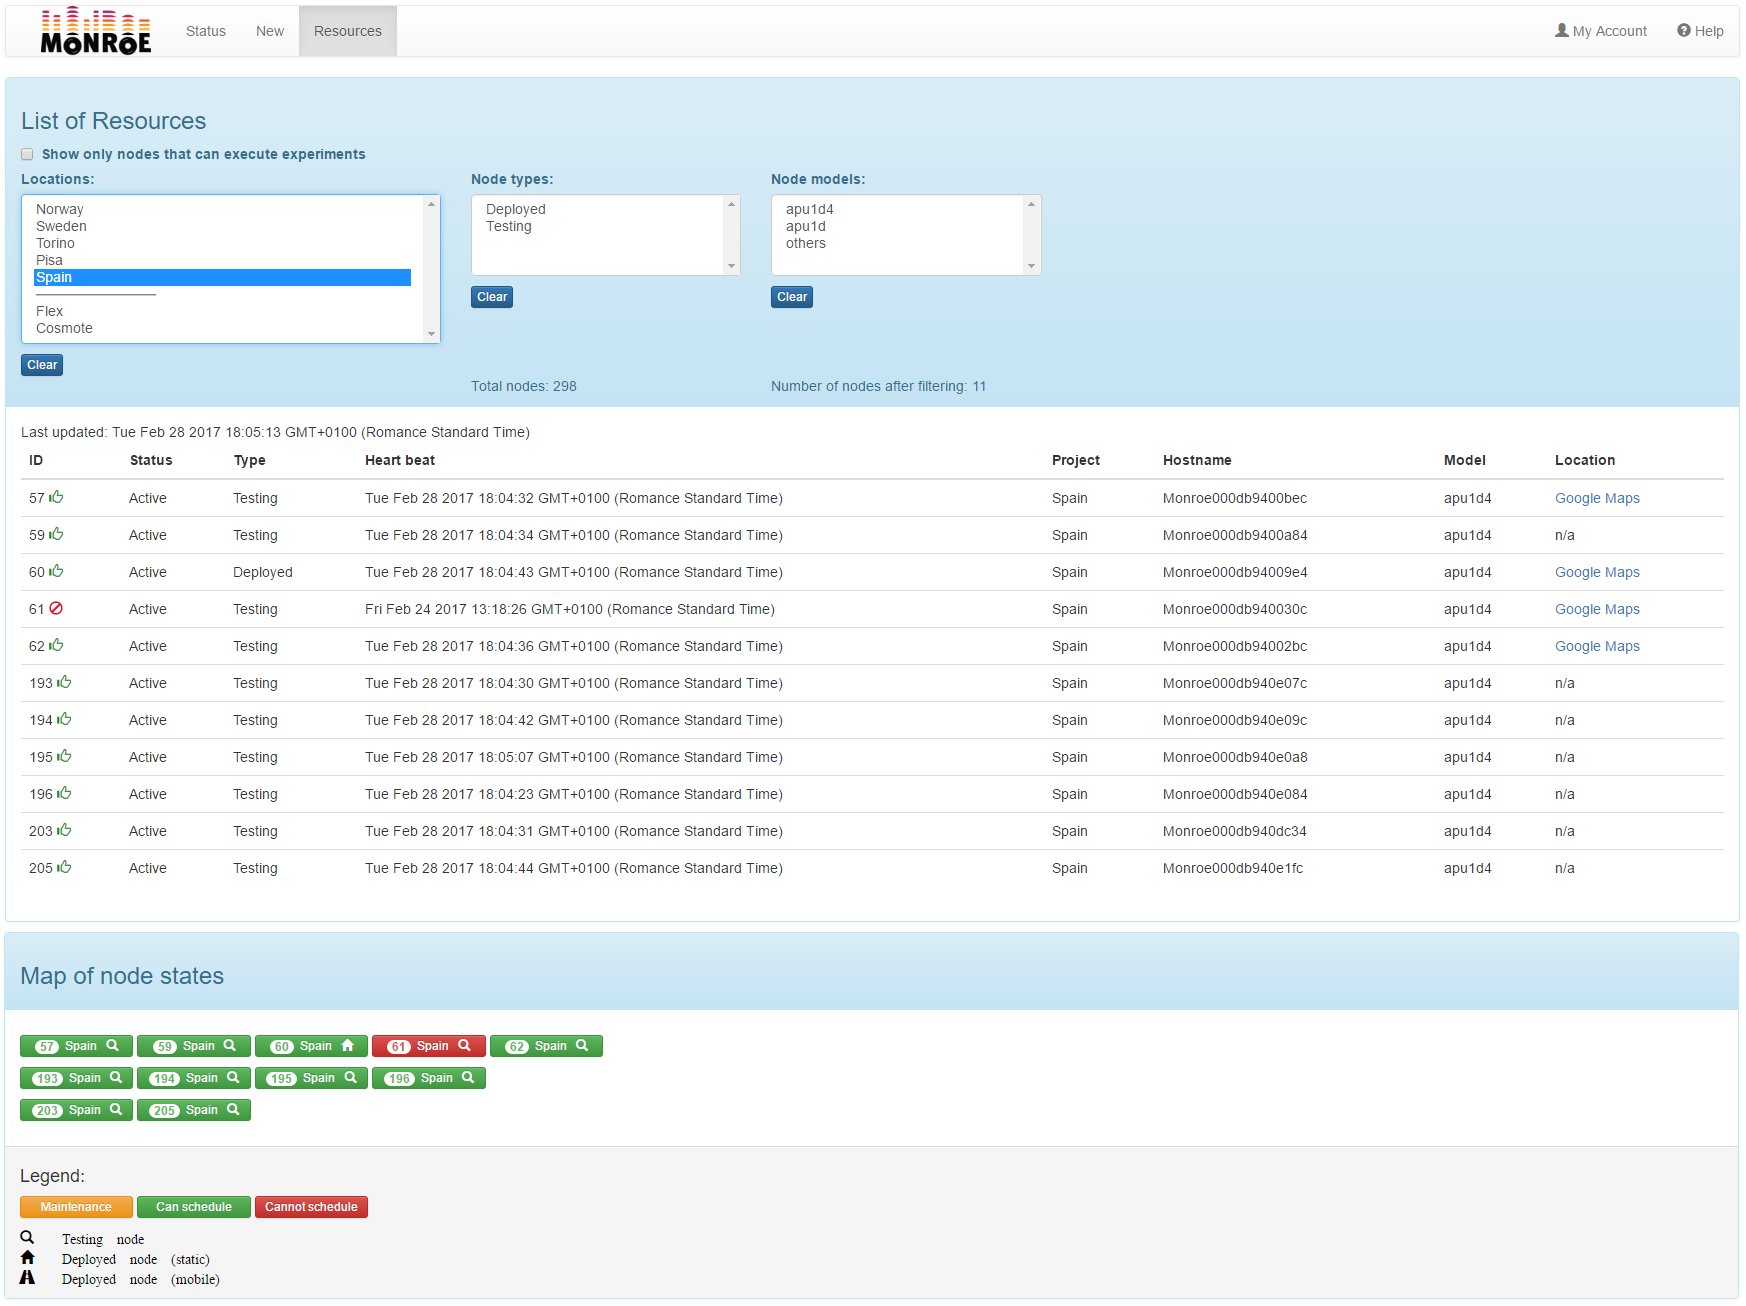 MONROE
Status New Resources My Account Help
List of Resources
Show only nodes that can execute experiments
Locations: Node types: Node models:
Norway Deployed apu1d4
Sweden Testing apu1d
Torino others
Pisa
Spain
Flex
Cosmote
Clear Clear
Clear
Total nodes: 298 Number of nodes after filtering: 11
Last updated: Tue Feb 28 2017 18:05:13 GMT+0100 (Romance Standard Time)
ID Status Type Heart beat Project Hostname Model Location
57 Active Testing Tue Feb 28 2017 18:04:32 GMT+0100 (Romance Standard Time) Spain Monroe000db9400bec apu1d4 Google Maps
59 Active Testing Tue Feb 28 2017 18:04:34 GMT+0100 (Romance Standard Time) Spain Monroe000db9400a84 apu1d4 n/a
60 Active Deployed Tue Feb 28 2017 18:04:43 GMT+0100 (Romance Standard Time) Spain Monroe000db94009e4 apu1d4 Google Maps
61 Active Testing Fri Feb 24 2017 13:18:26 GMT+0100 (Romance Standard Time) Spain Monroe000db940030c apu1d4 Google Maps
62 Active Testing Tue Feb 28 2017 18:04:36 GMT+0100 (Romance Standard Time) Spain Monroe000db94002bc apu1d4 Google Maps
193 Active Testing Tue Feb 28 2017 18:04:30 GMT+0100 (Romance Standard Time) Spain Monroe000db940e07c apu1d4 n/a
194 Active Testing Tue Feb 28 2017 18:04:42 GMT+0100 (Romance Standard Time) Spain Monroe000db940e09c apu1d4 n/a
195 Active Testing Tue Feb 28 2017 18:05:07 GMT+0100 (Romance Standard Time) Spain Monroe000db940e0a8 apu1d4 n/a
196 Active Testing Tue Feb 28 2017 18:04:23 GMT+0100 (Romance Standard Time) Spain Monroe000db940e084 apu1d4 n/a
203 Active Testing Tue Feb 28 2017 18:04:31 GMT+0100 (Romance Standard Time) Spain Monroe000db940dc34 apu1d4 n/a
205 Active Testing Tue Feb 28 2017 18:04:44 GMT+0100 (Romance Standard Time) Spain Monroe000db940e1fc apu1d4 n/a
Map of node states
57 Spain 59 Spain 60 Spain 61 Spain 62 Spain
193 Spain 194 Spain 195 Spain 196 Spain
203 Spain 205 Spain
Legend:
Maintenance Can schedule Cannot schedule
Testing node
Deployed node (static)
Deployed node (mobile)